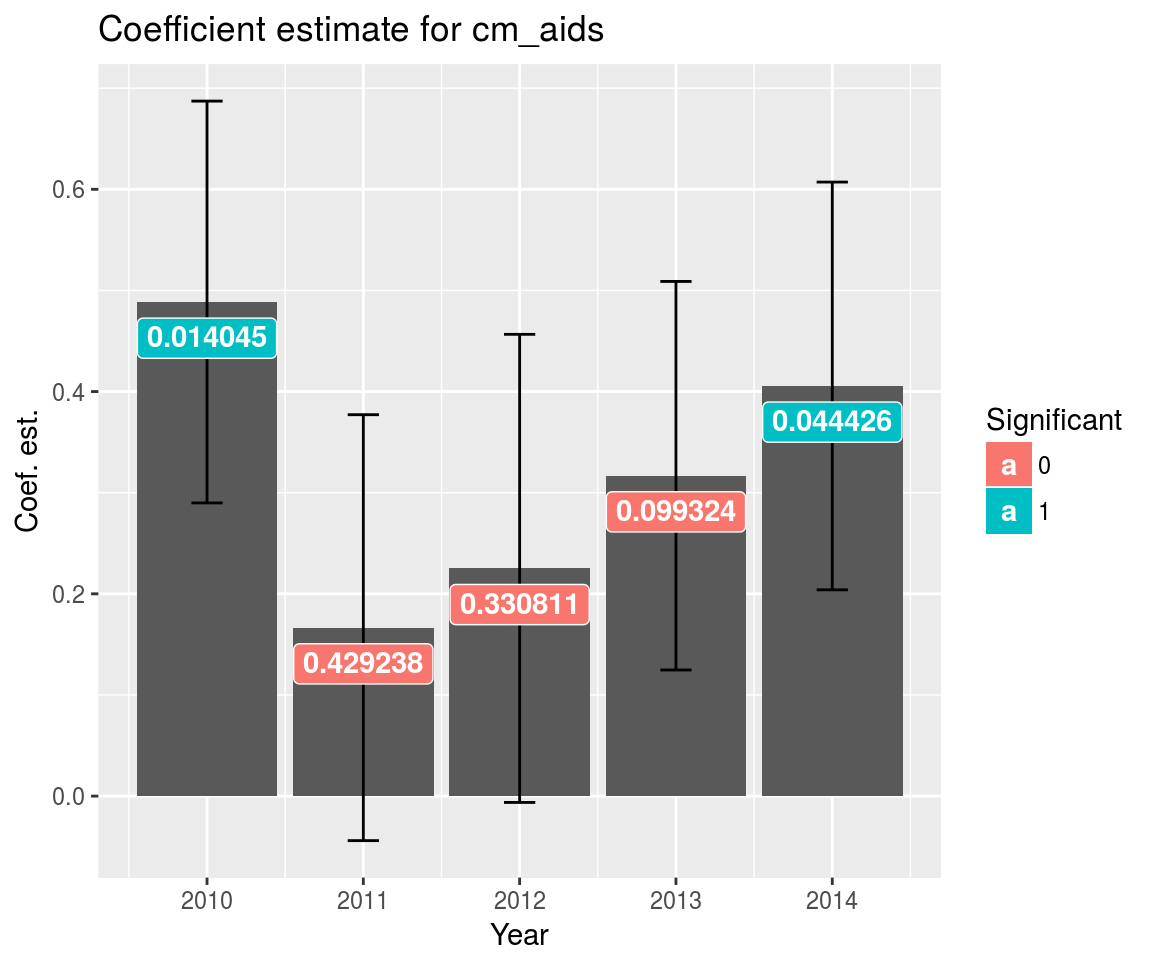 Coefficient estimate for cm_aids
Coef. est.
0.6
0.4
0.2
0.0
0.014045
0.429238
0.330811
0.099324
0.044426
2010 2011 2012 2013 2014
Year
Significant
a 0
a 1